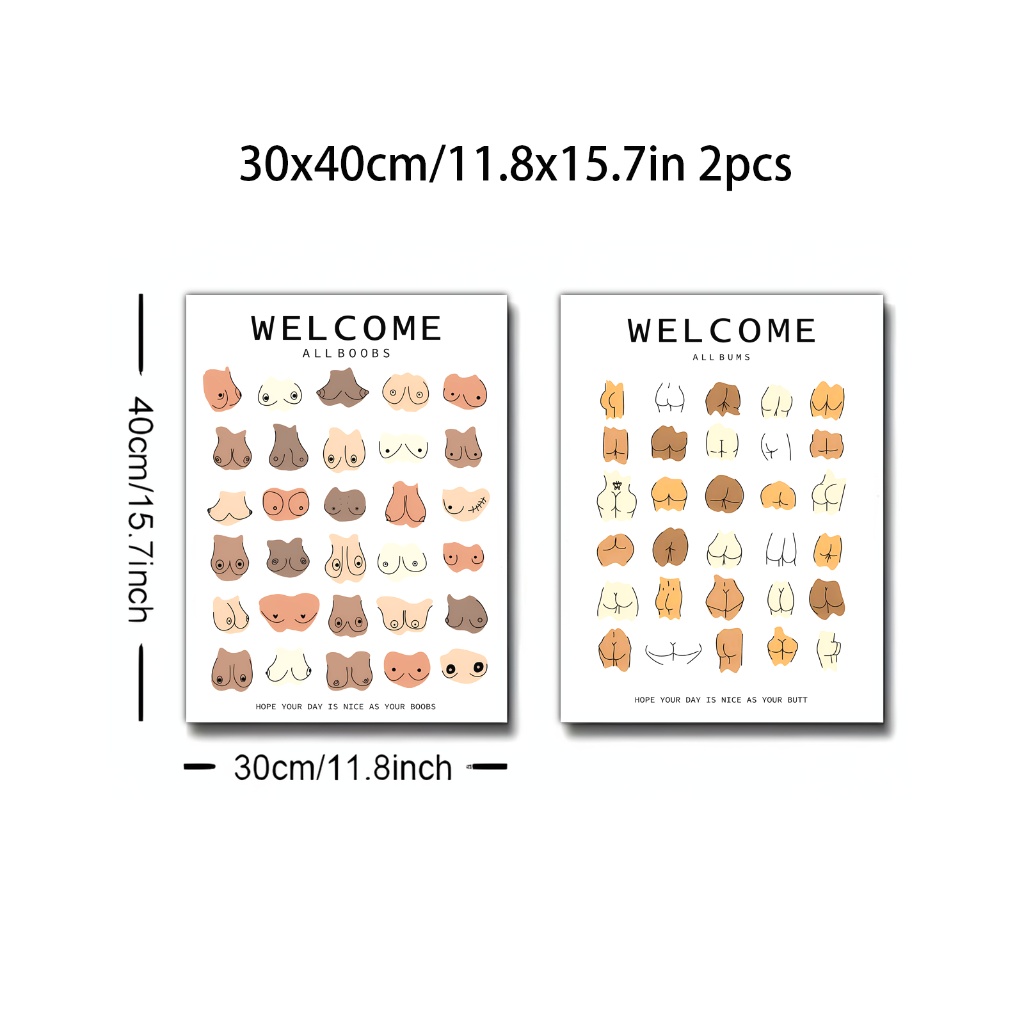 30x40cm/11.8x15.7in 2pcs
WELCOME
ALL BOOBS
HOPE YOUR DAY IS NICE AS YOUR BOOBS
WELCOME
ALL BUMS
HOPE YOUR DAY IS NICE AS YOUR BUTT
40cm/15.7inch
30cm/11.8inch